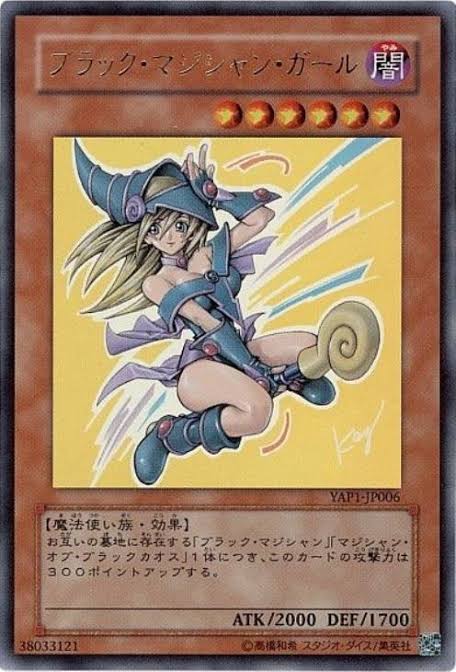 ブラック・マジシャン・ガール
やみ
闇
Kazu
YAP1-JP006
【魔法使い族・効果】
お互いの墓地に存在する「ブラック・マジシャン」「マジシャン・
オブ・ブラックカオス」1体につき、このカードの攻撃力は
300ポイントアップする。
ATK/2000 DEF/1700
38033121
©高橋和希 スタジオ・ダイス/集英社